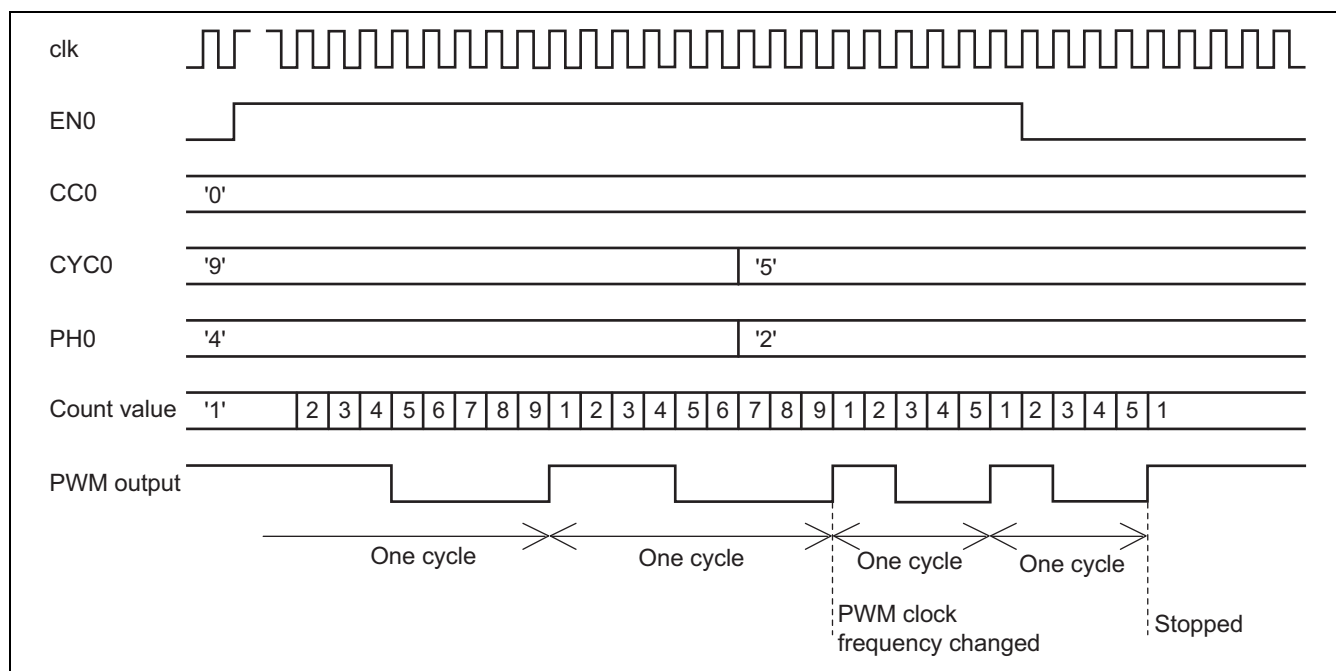 clk
EN0
CC0 '0'
CYC0 '9' '5'
PH0 '4' '2'
Count value '1' 2 3 4 5 6 7 8 9 1 2 3 4 5 6 7 8 9 1 2 3 4 5 1 2 3 4 5 1
PWM output
One cycle One cycle One cycle One cycle
PWM clock
frequency changed
Stopped